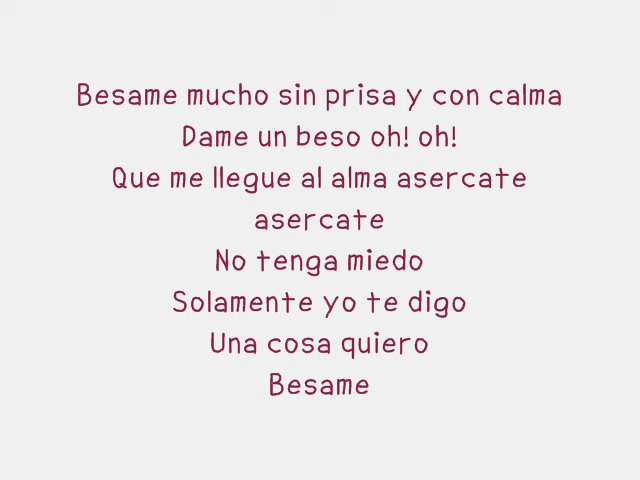 Besame mucho sin prisa y con calma
Dame un beso oh! oh!
Que me llegue al alma asercate
asercate
No tenga miedo
Solamente yo te digo
Una cosa quiero
Besame